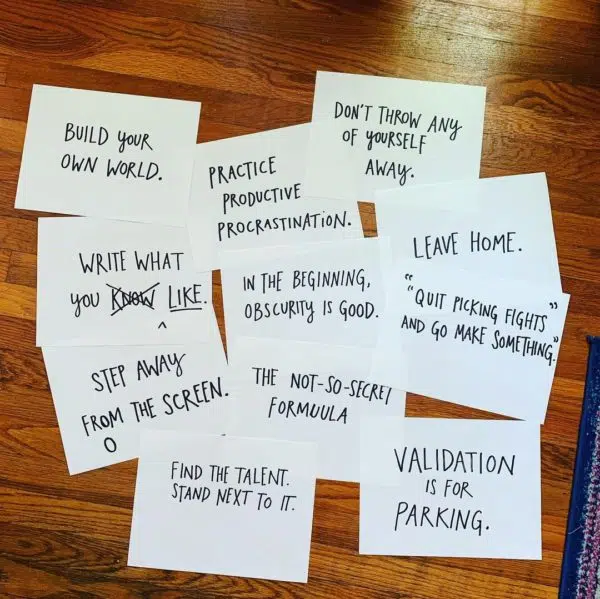 BUILD YOUR
OWN WORLD.
PRACTICE
PRODUCTIVE
PROCRASTINATION.
DON'T THROW ANY
OF YOURSELF
AWAY.
WRITE WHAT
YOU KNOW LIKE.
^
IN THE BEGINNING,
OBSCURITY IS GOOD.
LEAVE HOME.
"
"QUIT PICKING FIGHTS"
AND GO MAKE SOMETHING."
STEP AWAY
FROM THE SCREEN.
O
THE NOT-SO-SECRET
FORMUULA
FIND THE TALENT.
STAND NEXT TO IT.
VALIDATION
IS FOR
PARKING.